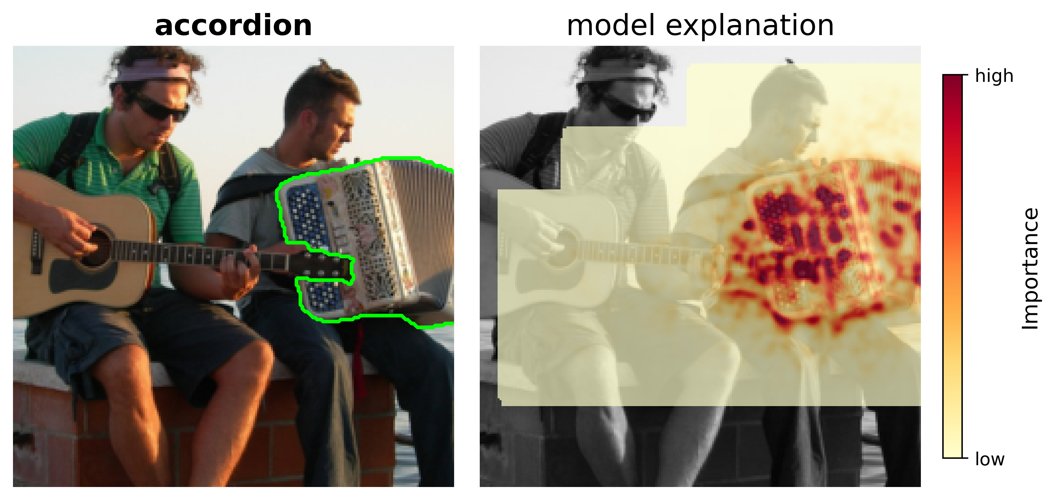 accordion
model explanation
high
Importance
low